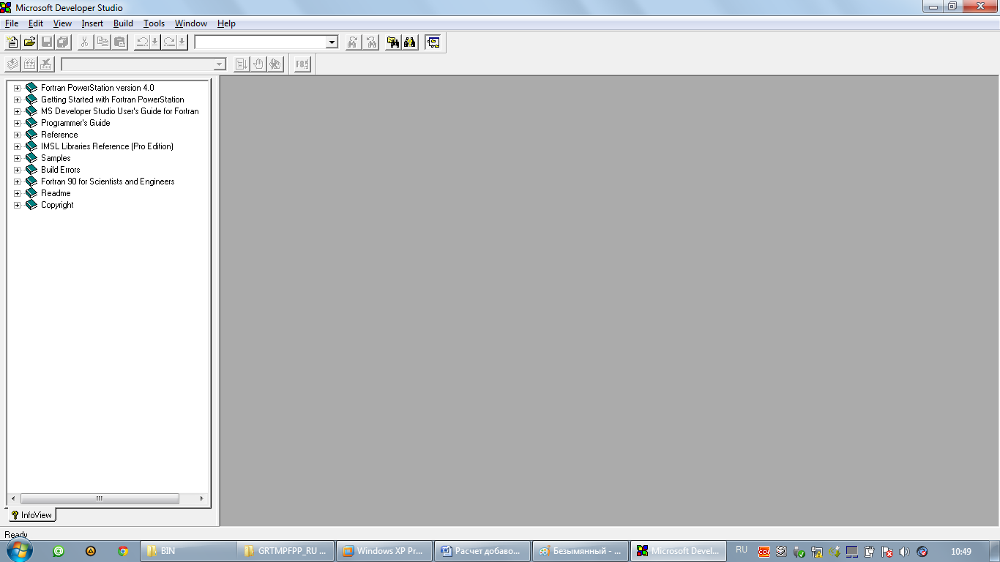 Microsoft Developer Studio
File Edit View Insert Build Tools Window Help
F8
Fortran PowerStation version 4.0
Getting Started with Fortran PowerStation
MS Developer Studio User's Guide for Fortran
Programmer's Guide
Reference
IMSL Libraries Reference (Pro Edition)
Samples
Build Errors
Fortran 90 for Scientists and Engineers
Readme
Copyright
InfoView
Ready
BIN GRTMPFPP_RU ... Windows XP Pr... Расчет добаво... Безымянный - ... Microsoft Devel... RU CCL 10:49